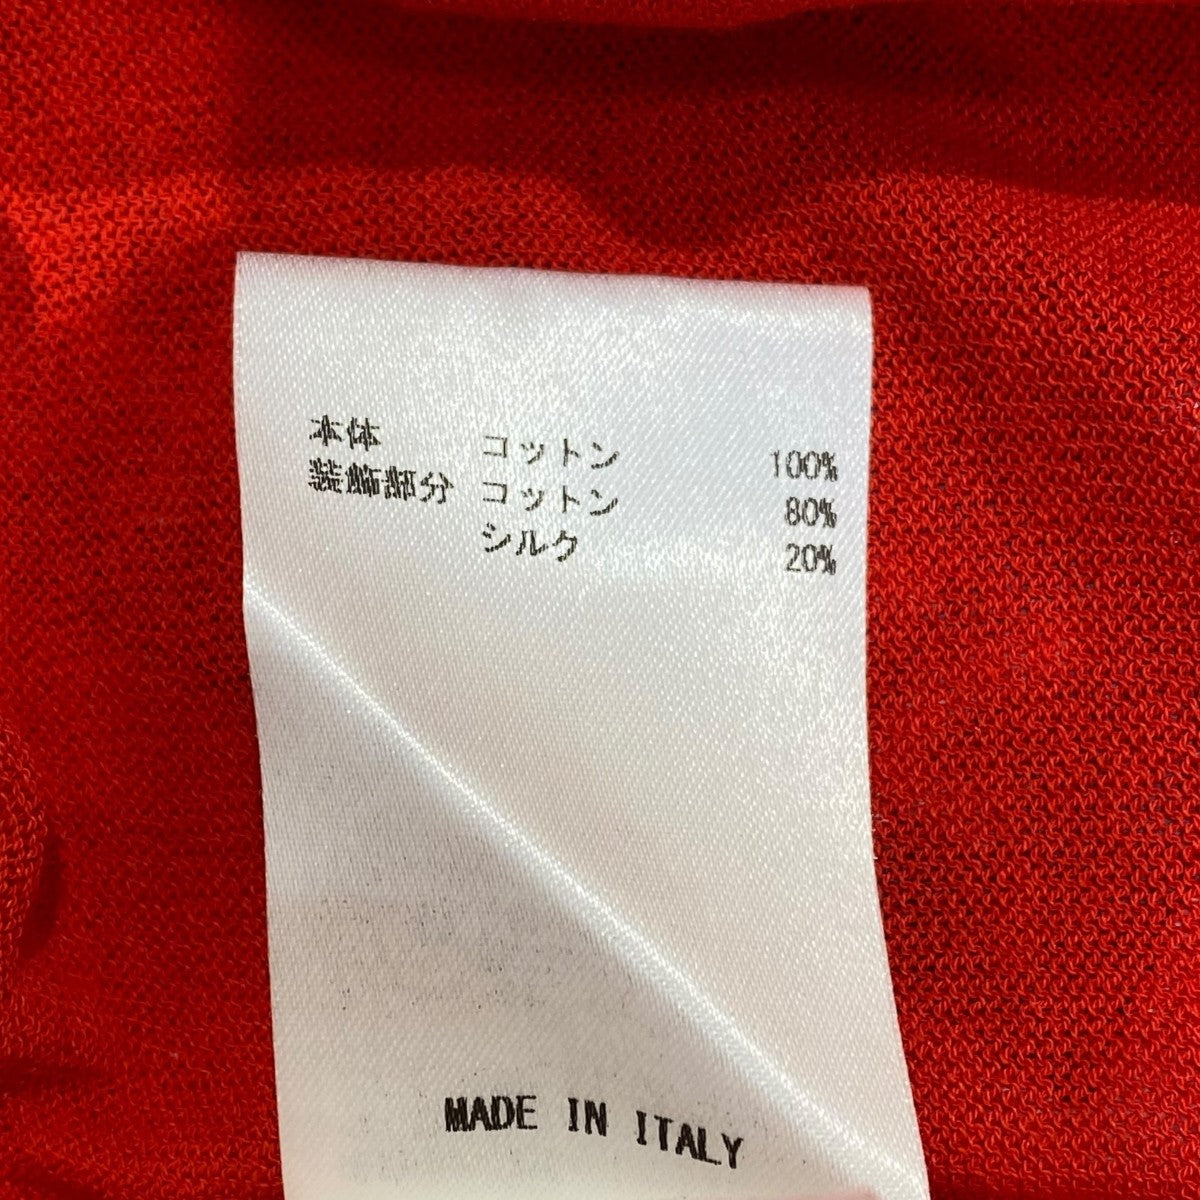 本体 コットン 100%
装飾部分 コットン 80%
シルク 20%
MADE IN ITALY